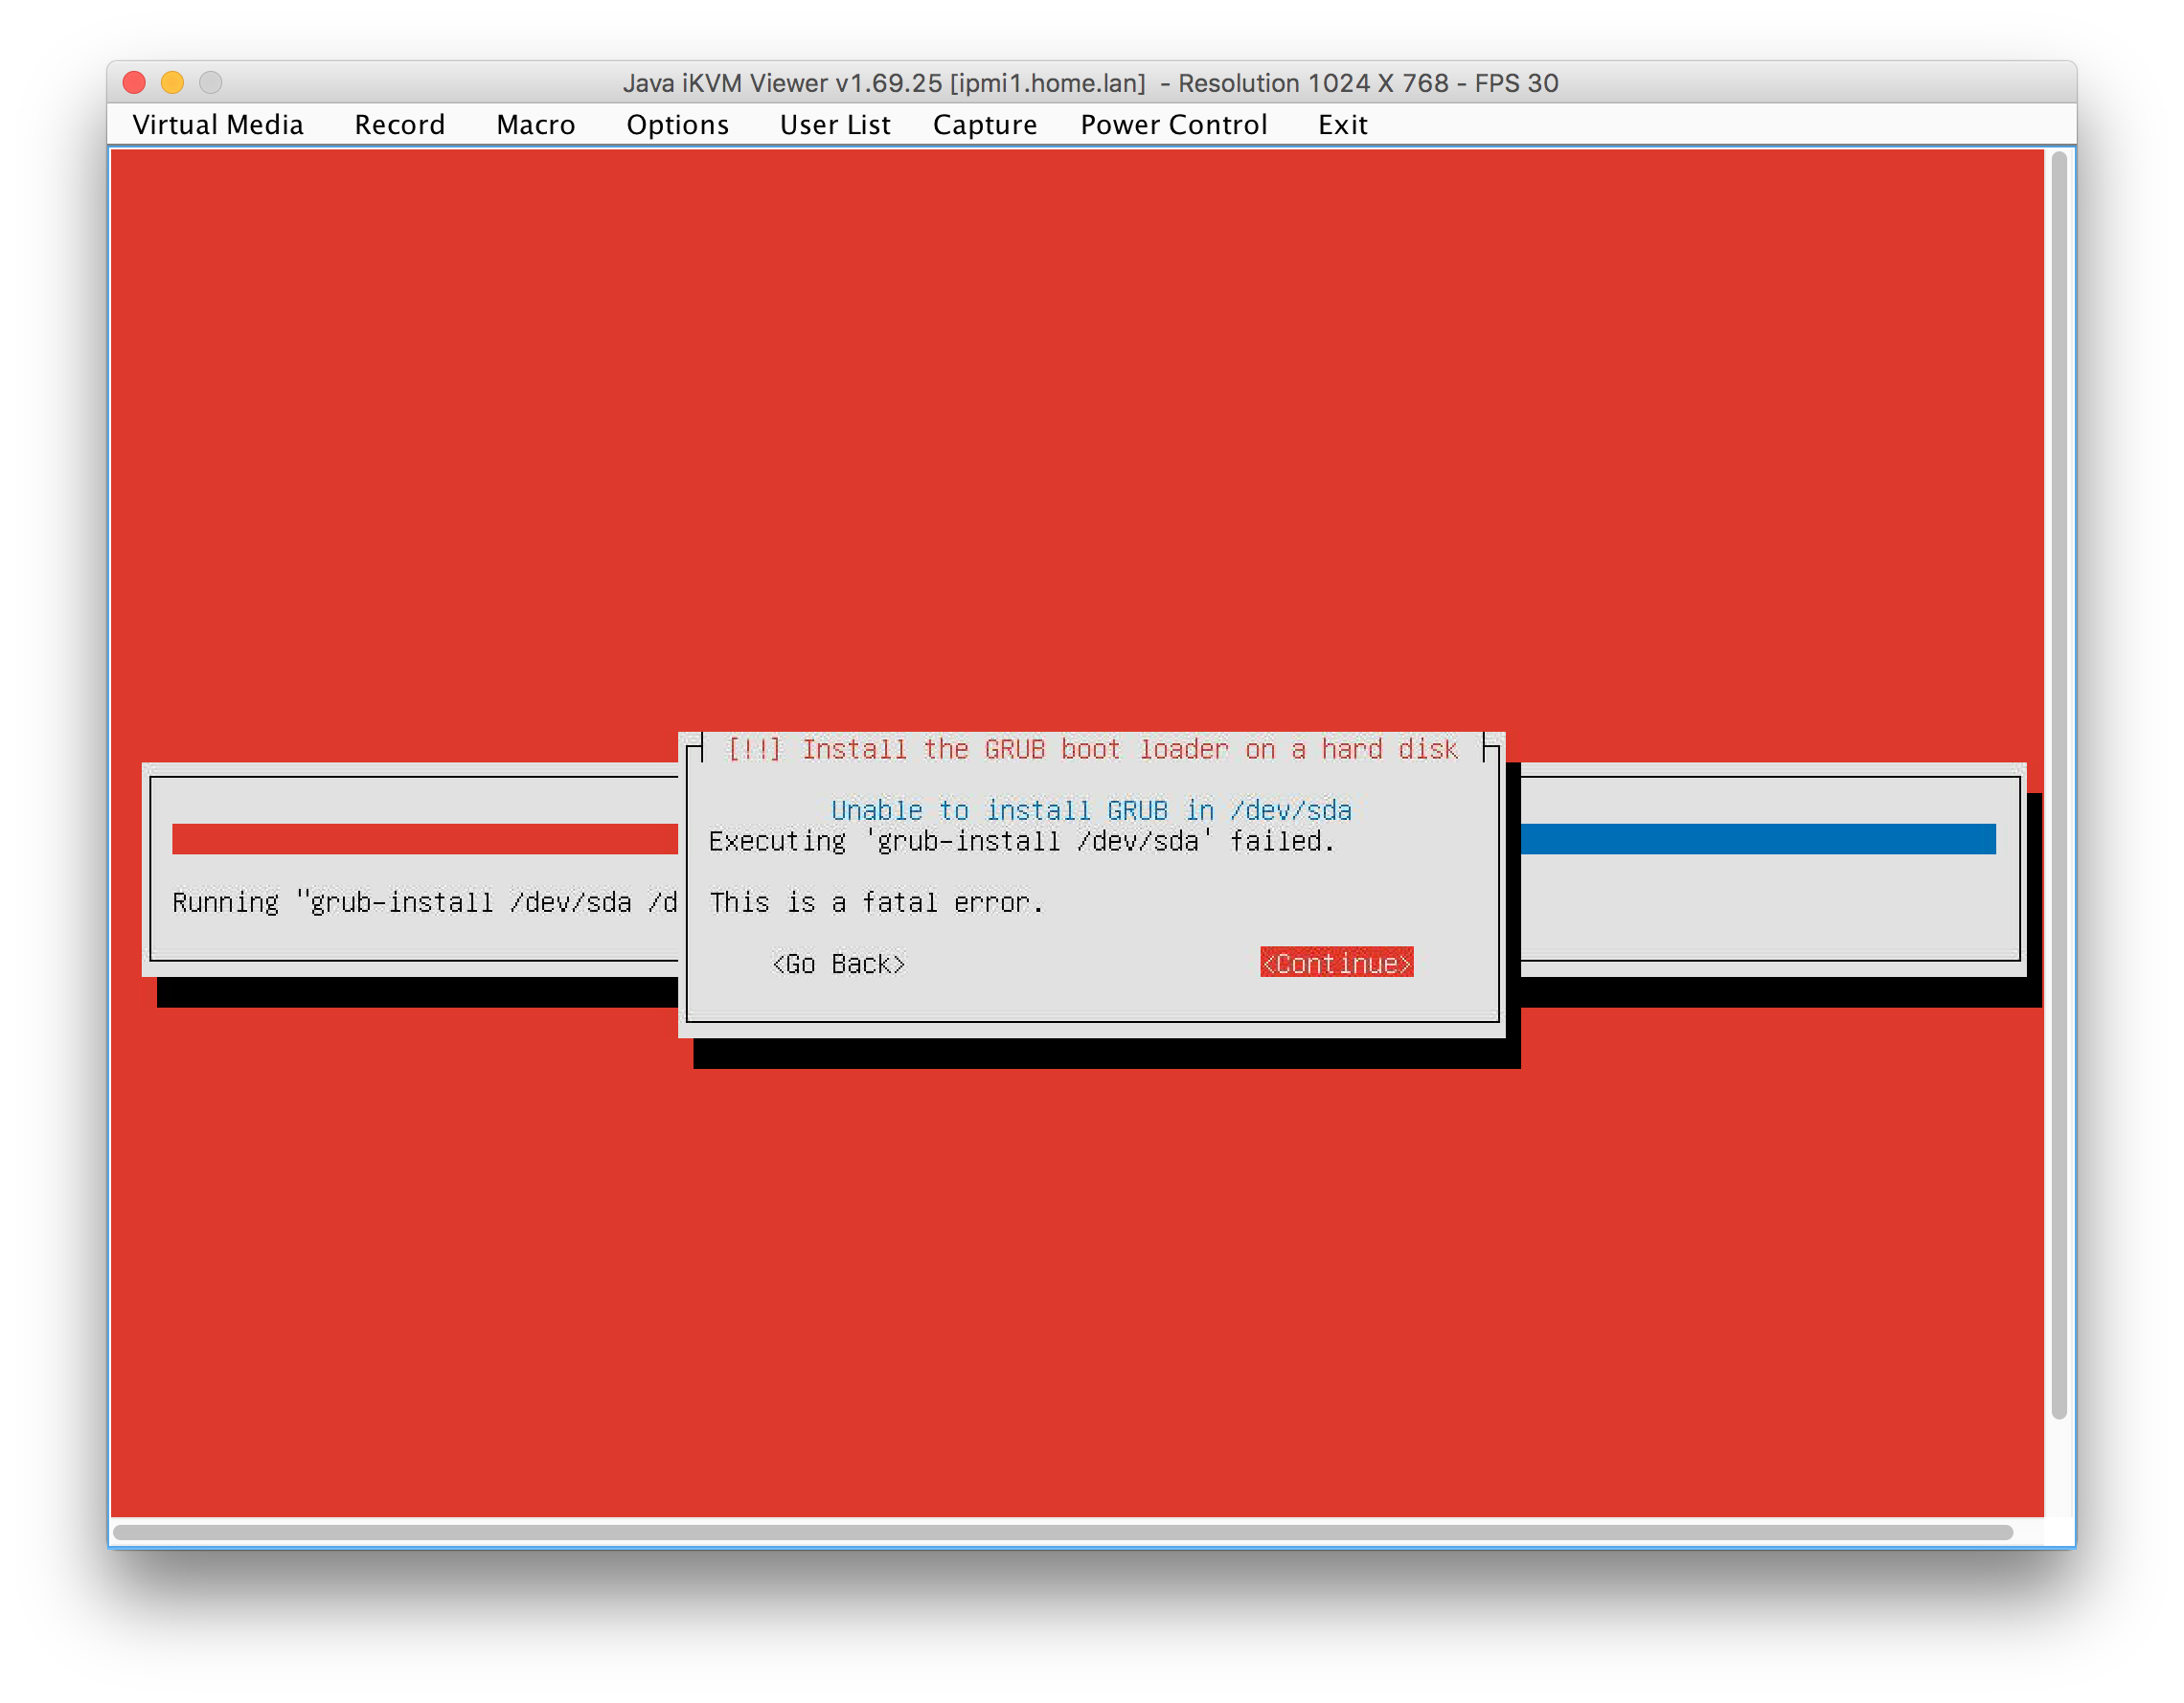 Java iKVM Viewer v1.69.25 [ipmi1.home.lan] - Resolution 1024 X 768 - FPS 30
Virtual Media Record Macro Options User List Capture Power Control Exit
[!!] Install the GRUB boot loader on a hard disk
Unable to install GRUB in /dev/sda
Executing 'grub-install /dev/sda' failed.
This is a fatal error.
<Go Back> <Continue>
Running "grub-install /dev/sda /d